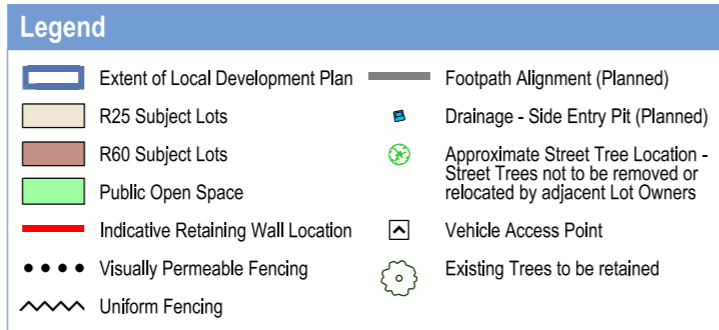 Legend
Extent of Local Development Plan
R25 Subject Lots
R60 Subject Lots
Public Open Space
Indicative Retaining Wall Location
Visually Permeable Fencing
Uniform Fencing
Footpath Alignment (Planned)
Drainage - Side Entry Pit (Planned)
Approximate Street Tree Location -
Street Trees not to be removed or
relocated by adjacent Lot Owners
Vehicle Access Point
Existing Trees to be retained